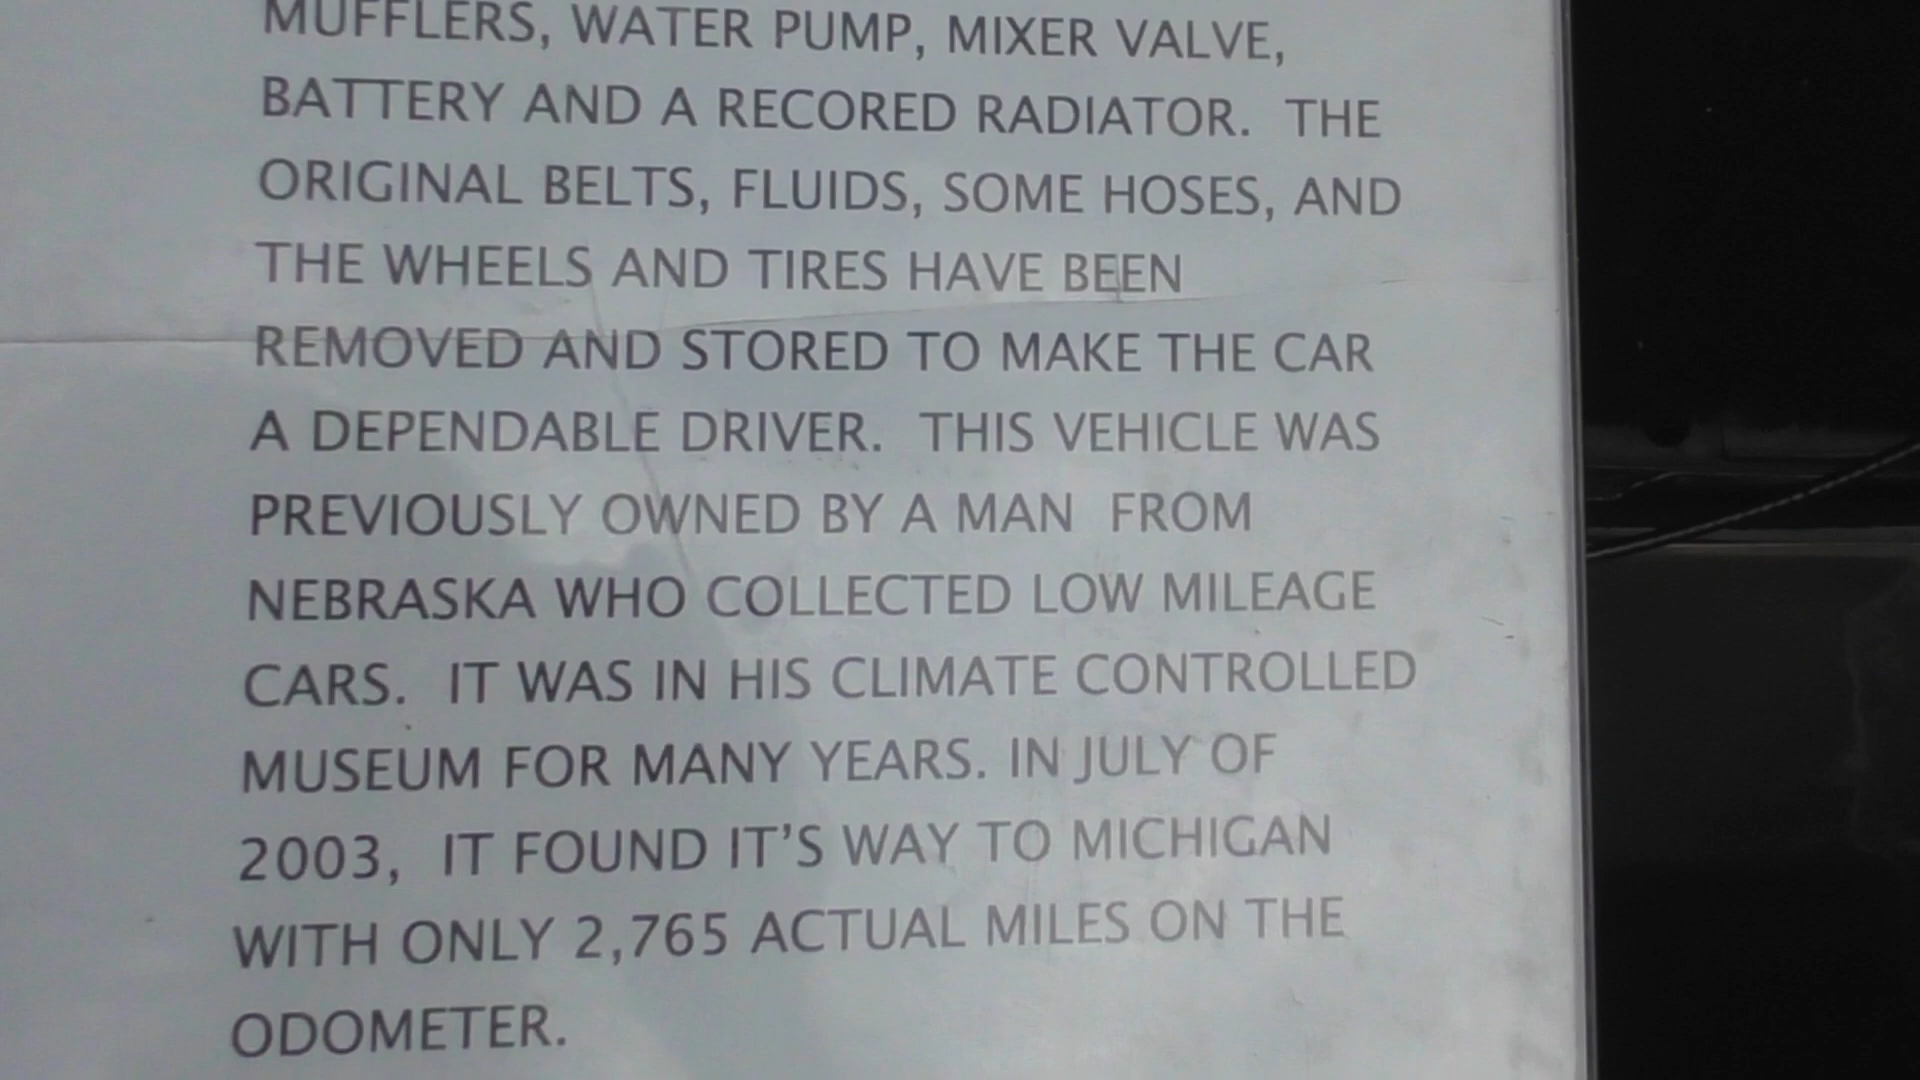 MUFFLERS, WATER PUMP, MIXER VALVE,
BATTERY AND A RECORED RADIATOR. THE
ORIGINAL BELTS, FLUIDS, SOME HOSES, AND
THE WHEELS AND TIRES HAVE BEEN
REMOVED AND STORED TO MAKE THE CAR
A DEPENDABLE DRIVER. THIS VEHICLE WAS
PREVIOUSLY OWNED BY A MAN FROM
NEBRASKA WHO COLLECTED LOW MILEAGE
CARS. IT WAS IN HIS CLIMATE CONTROLLED
MUSEUM FOR MANY YEARS. IN JULY OF
2003, IT FOUND IT'S WAY TO MICHIGAN
WITH ONLY 2,765 ACTUAL MILES ON THE
ODOMETER.